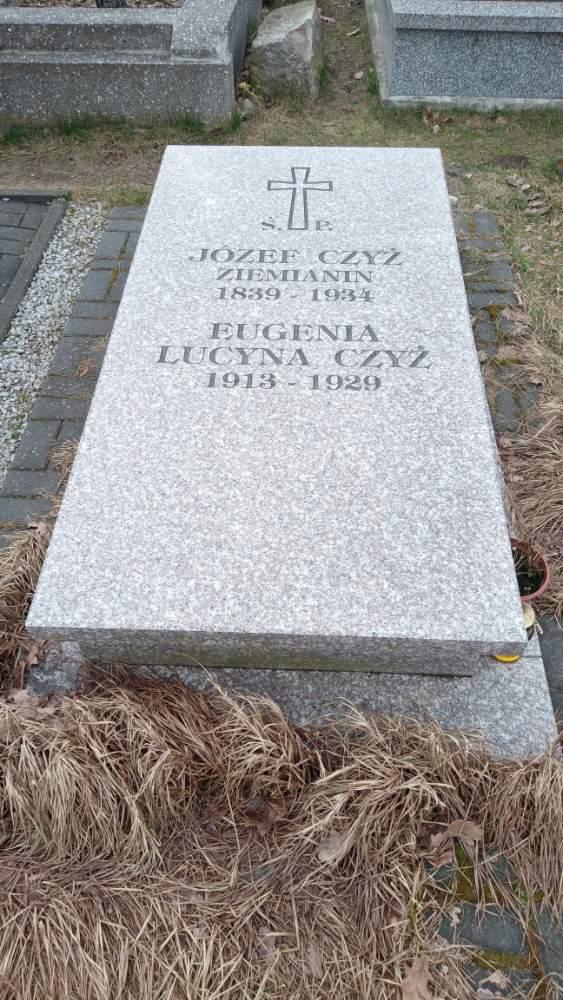 Ś. P.
JÓZEF CZYŻ
ZIEMIANIN
1839 - 1934
EUGENIA
LUCYNA CZYŻ
1913 - 1929